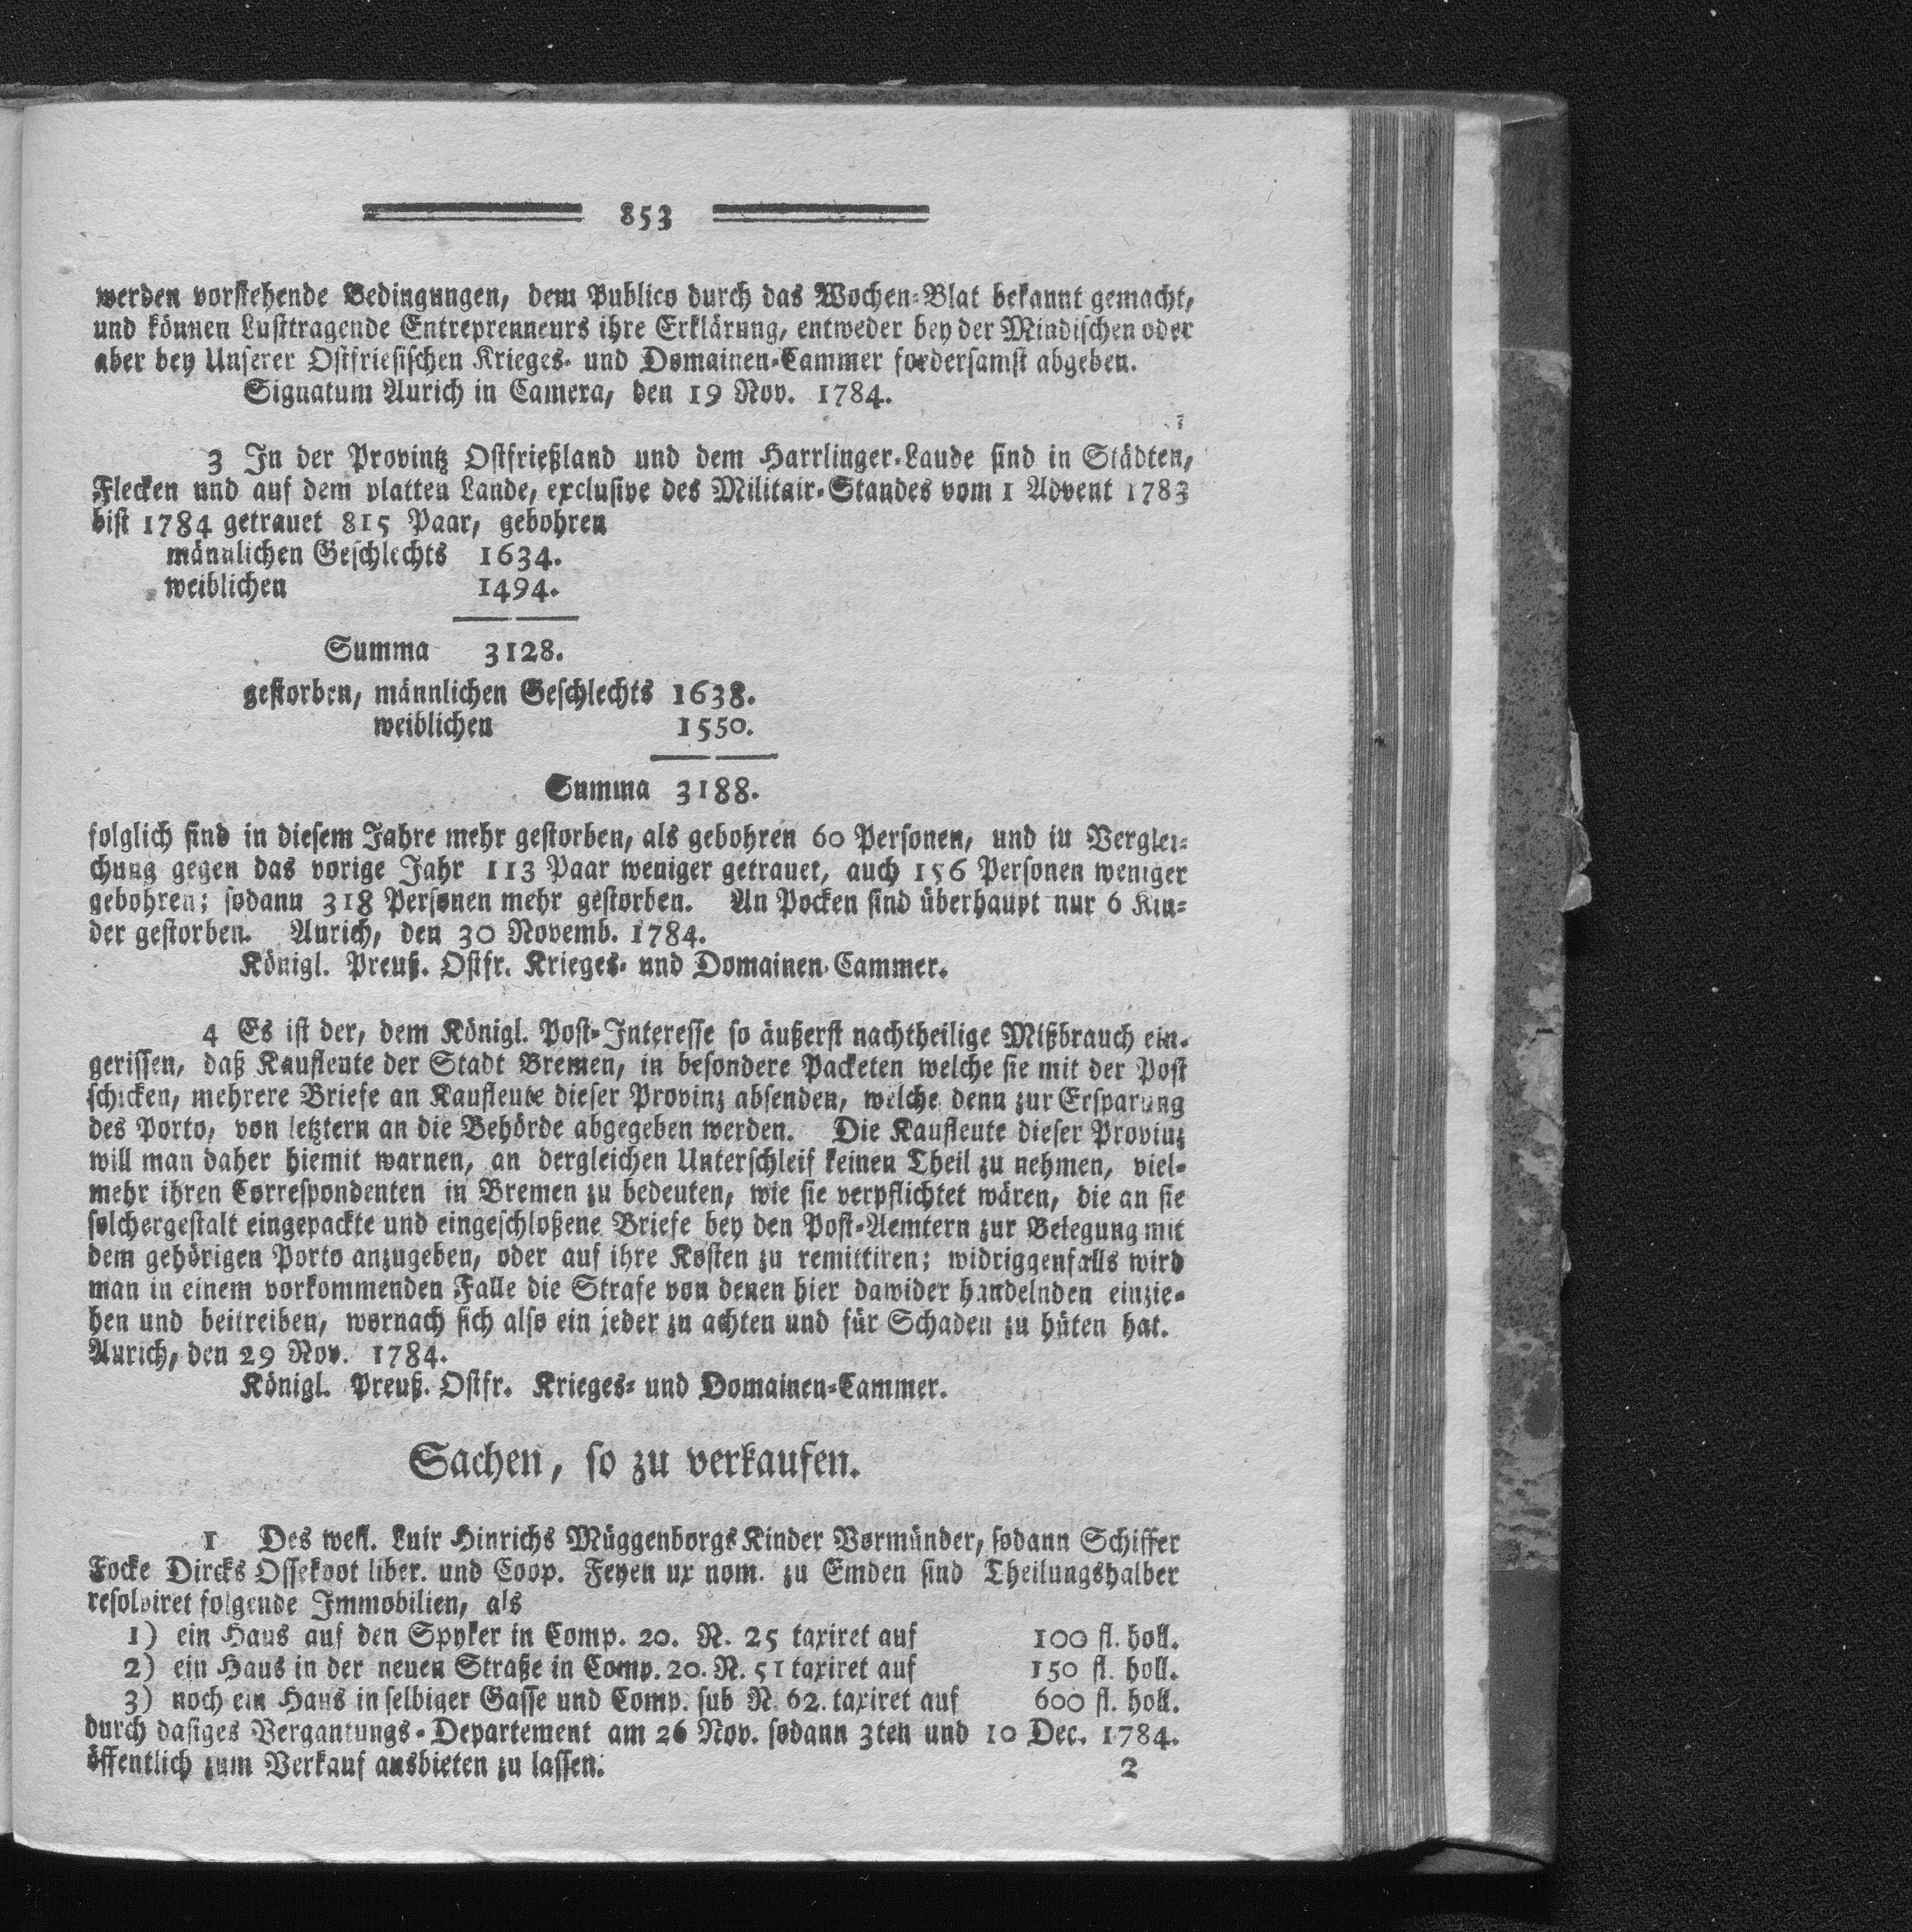 853
werden vorstehende Bedingungen, dem Publico durch das Wochen-Blat bekannt gemacht,
und können Lusttragende Entreprenneurs ihre Erklärung, entweder bey der Mindischen oder
aber bey Unserer Ostfriesischen Krieges- und Domainen-Cammer fordersamst abgeben.
Signatum Aurich in Camera, den 19 Nov. 1784.
3 In der Provintz Ostfrießland und dem Harrlinger-Lande sind in Städten,
Flecken und auf dem platten Lande, exclusive des Militair-Standes vom 1 Advent 1783
bist 1784 getrauet 815 Paar, gebohren
männlichen Geschlechts 1634.
weiblichen 1494.
Summa 3128.
gestorben, männlichen Geschlechts 1638.
weiblichen 1550.
Summa 3188.
folglich sind in diesem Jahre mehr gestorben, als gebohren 60 Personen, und in Verglei-
chung gegen das vorige Jahr 113 Paar weniger getrauet, auch 156 Personen weniger
gebohren; sodann 318 Personen mehr gestorben. An Pocken sind überhaupt nur 6 Kin-
der gestorben. Aurich, den 30 Novemb. 1784.
Königl. Preuß. Ostfr. Krieges- und Domainen-Cammer.
4 Es ist der, dem Königl. Post-Interesse so äußerst nachtheilige Mißbrauch ein-
gerissen, daß Kaufleute der Stadt Bremen, in besondere Packeten welche sie mit der Post
schicken, mehrere Briefe an Kaufleute dieser Provinz absenden, welche denn zur Ersparung
des Porto, von letztern an die Behörde abgegeben werden. Die Kaufleute dieser Provinz
will man daher hiemit warnen, an dergleichen Unterschleif keinen Theil zu nehmen, viel-
mehr ihren Correspondenten in Bremen zu bedeuten, wie sie verpflichtet wären, die an sie
solchergestalt eingepackte und eingeschloßene Briefe bey den Post-Aemtern zur Belegung mit
dem gehörigen Porto anzugeben, oder auf ihre Kosten zu remittiren; widriggenfalls wird
man in einem vorkommenden Falle die Strafe von denen hier dawider handelnden einzie-
hen und beitreiben, wornach sich also ein jeder zu achten und für Schaden zu hüten hat.
Aurich, den 29 Nov. 1784.
Königl. Preuß. Ostfr. Krieges- und Domainen-Cammer.
Sachen, so zu verkaufen.
1 Des weil. Luir Hinrichs Müggenborgs Kinder Vormünder, sodann Schiffer
Focke Dircks Ossekoot liber. und Coop. Feyen ux nom. zu Emden sind Theilungshalber
resolviret folgende Immobilien, als
1) ein Haus auf den Spyker in Comp. 20. N. 25 taxiret auf 100 fl. holl.
2) ein Haus in der neuen Straße in Comp. 20. N. 51 taxiret auf 150 fl. holl.
3) noch ein Haus in selbiger Gasse und Comp. sub N. 62. taxiret auf 600 fl. holl.
durch dasiges Vergantungs-Departement am 26 Nov. sodann 3ten und 10 Dec. 1784.
öffentlich zum Verkauf ausbieten zu lassen. 2